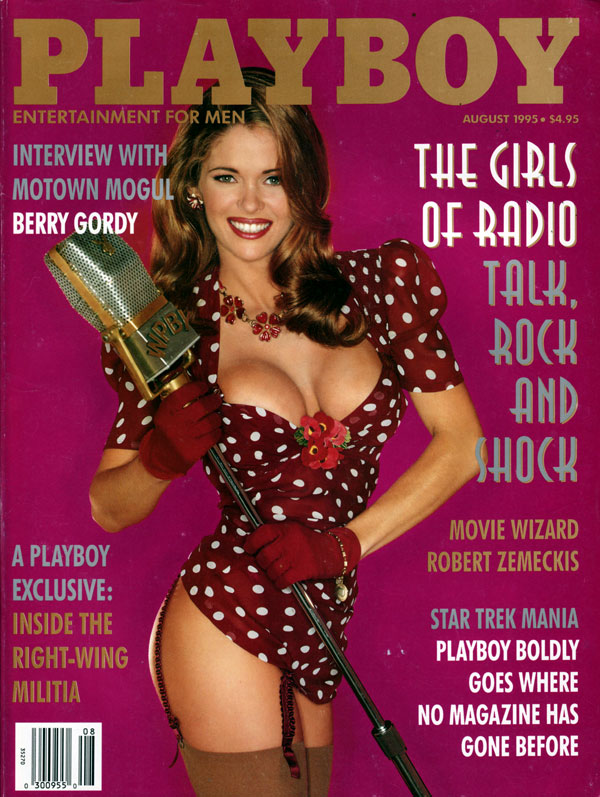 PLAYBOY
ENTERTAINMENT FOR MEN
AUGUST 1995 • $4.95
INTERVIEW WITH
MOTOWN MOGUL
BERRY GORDY
THE GIRLS
OF RADIO
TALK,
ROCK
AND
SHOCK
WPBY
MOVIE WIZARD
ROBERT ZEMECKIS
A PLAYBOY
EXCLUSIVE:
INSIDE THE
RIGHT-WING
MILITIA
STAR TREK MANIA
PLAYBOY BOLDLY
GOES WHERE
NO MAGAZINE HAS
GONE BEFORE
08
35270
0 300955 0